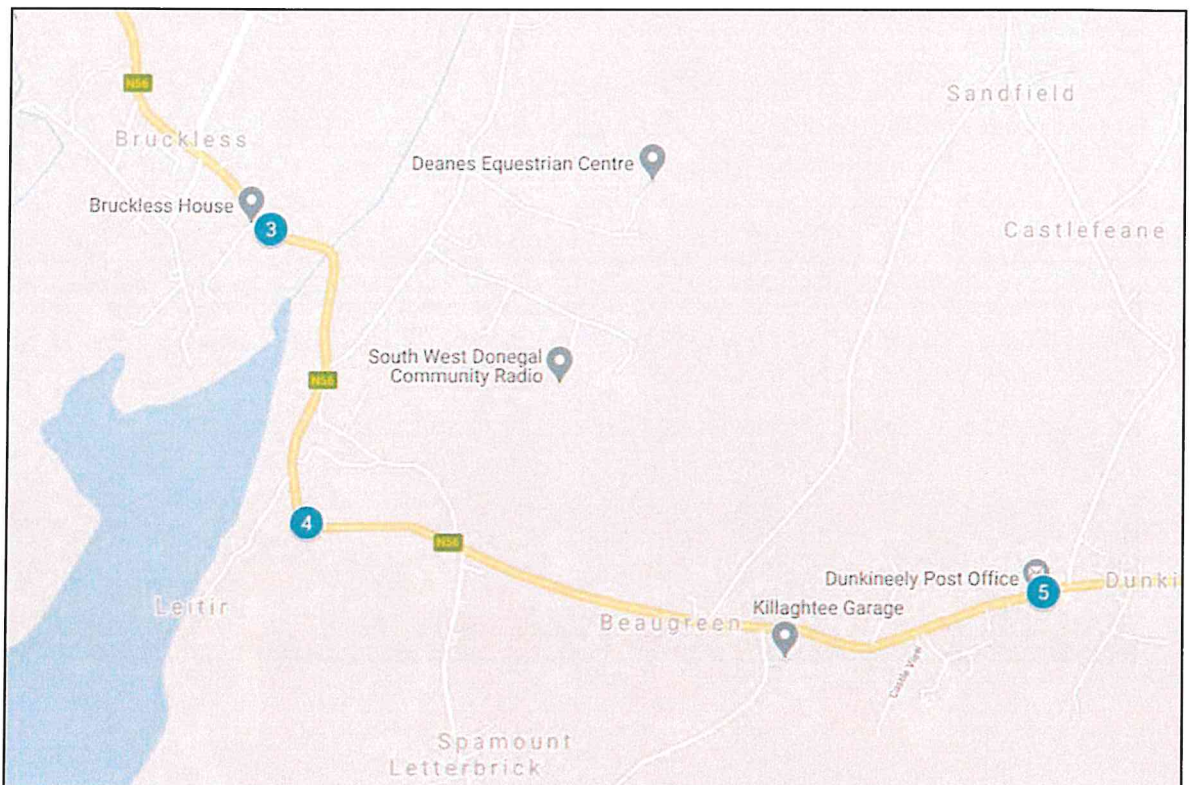 N56
Sandfield
Bruckless
Deanes Equestrian Centre
Bruckless House
3
Castlefeane
South West Donegal
Community Radio
N56
4
N56
Dunkineely Post Office
5
Dunki
Leitir
Killaghtee Garage
Beaugreen
Castle View
Spamount
Letterbrick